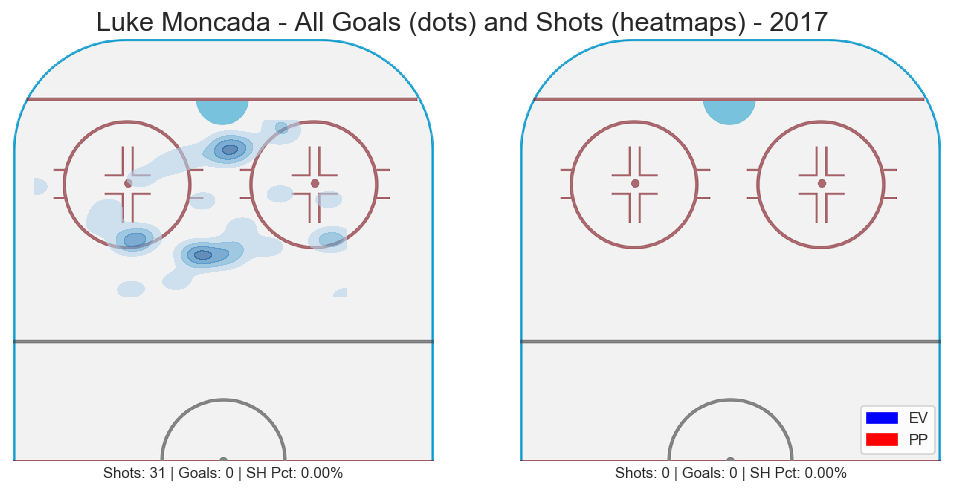 Luke Moncada - All Goals (dots) and Shots (heatmaps) - 2017
EV
PP
Shots: 31 | Goals: 0 | SH Pct: 0.00%
Shots: 0 | Goals: 0 | SH Pct: 0.00%